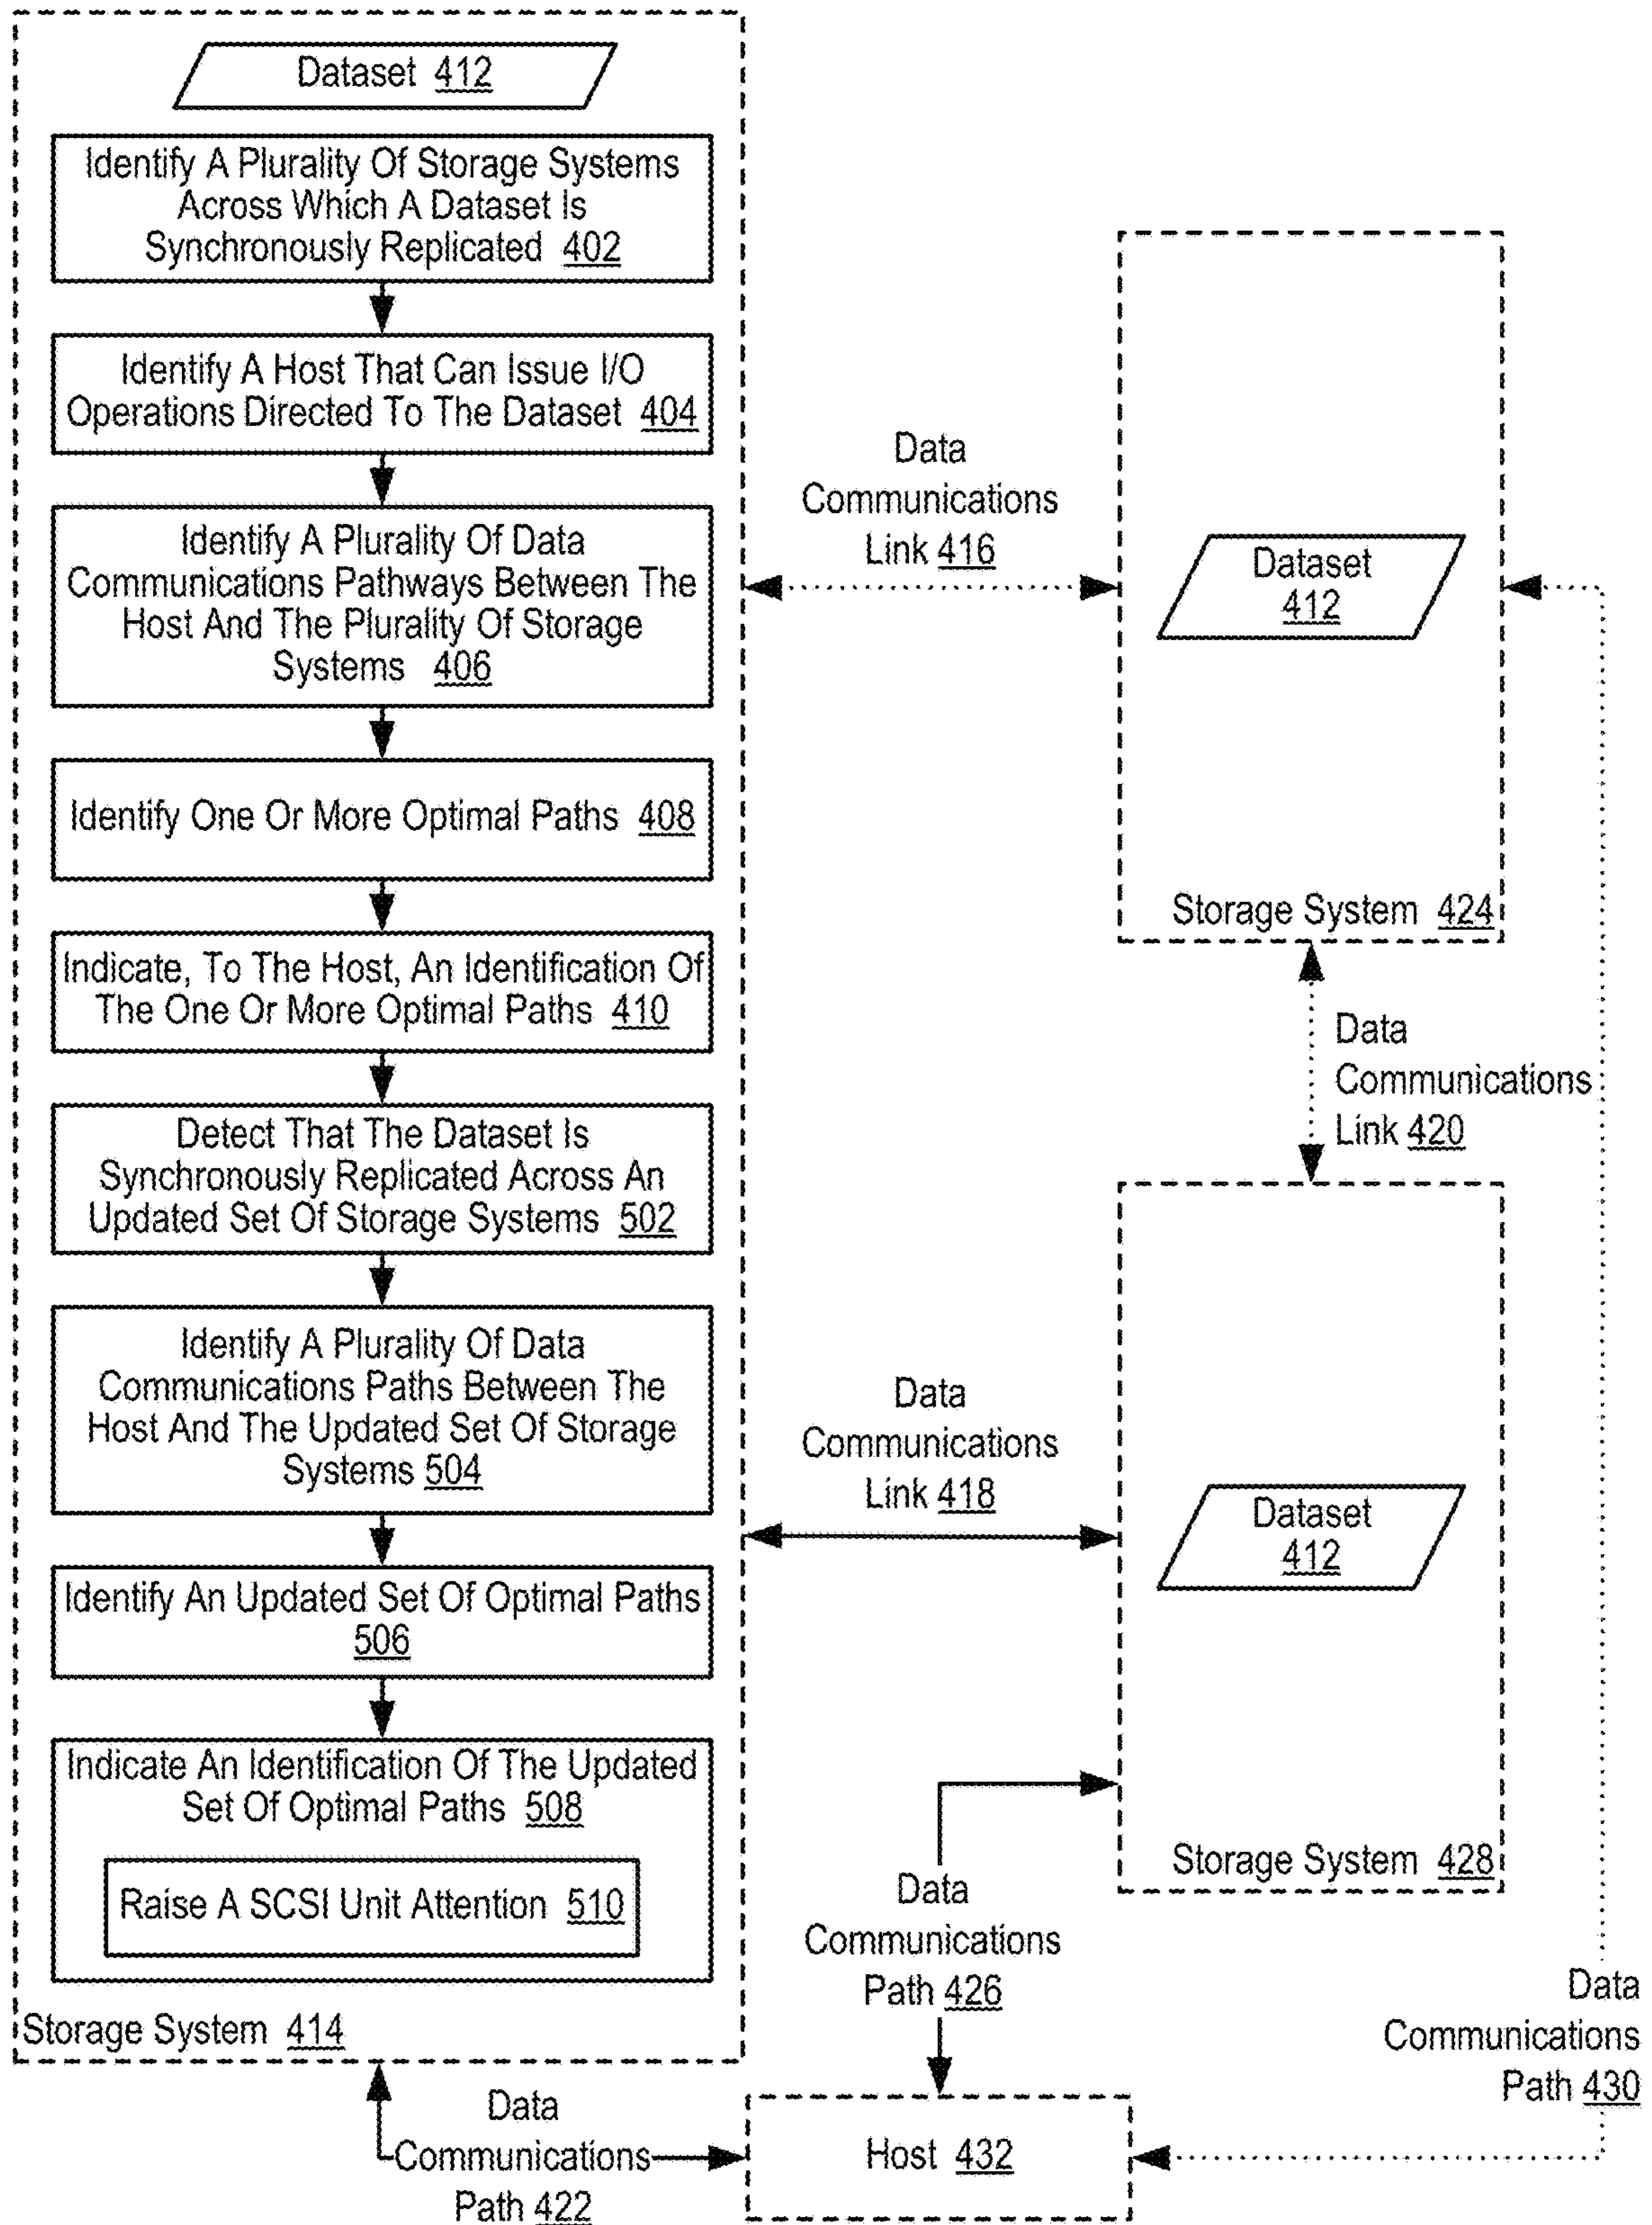 Dataset 412
Identify A Plurality Of Storage Systems
Across Which A Dataset Is
Synchronously Replicated 402
Identify A Host That Can Issue I/O
Operations Directed To The Dataset 404
Identify A Plurality Of Data
Communications Pathways Between The
Host And The Plurality Of Storage
Systems 406
Identify One Or More Optimal Paths 408
Indicate, To The Host, An Identification Of
The One Or More Optimal Paths 410
Detect That The Dataset Is
Synchronously Replicated Across An
Updated Set Of Storage Systems 502
Identify A Plurality Of Data
Communications Paths Between The
Host And The Updated Set Of Storage
Systems 504
Identify An Updated Set Of Optimal Paths
506
Indicate An Identification Of The Updated
Set Of Optimal Paths 508
Raise A SCSI Unit Attention 510
Storage System 414
Data
Communications
Link 416
Dataset
412
Storage System 424
Data
Communications
Link 420
Data
Communications
Link 418
Dataset
412
Storage System 428
Data
Communications
Path 426
Data
Communications
Path 430
Data
Communications
Path 422
Host 432